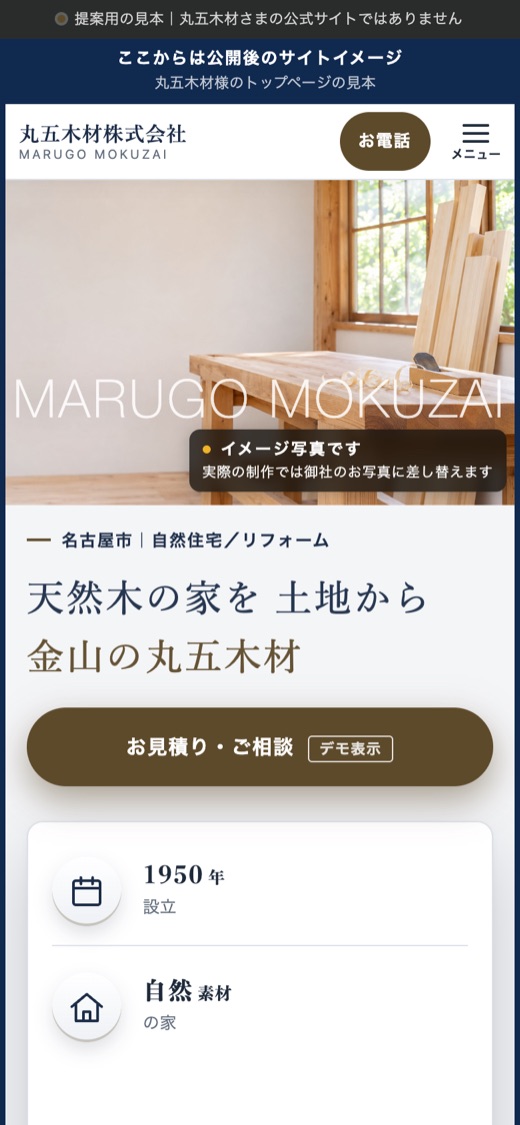 提案用の見本｜丸五木材さまの公式サイトではありません
ここからは公開後のサイトイメージ
丸五木材様のトップページの見本
丸五木材株式会社
MARUGO MOKUZAI
お電話
メニュー
MARUGO MOKUZAI
イメージ写真です
実際の制作では御社のお写真に差し替えます
名古屋市｜自然住宅／リフォーム
天然木の家を 土地から
金山の丸五木材
お見積り・ご相談 デモ表示
1950年
設立
自然素材
の家